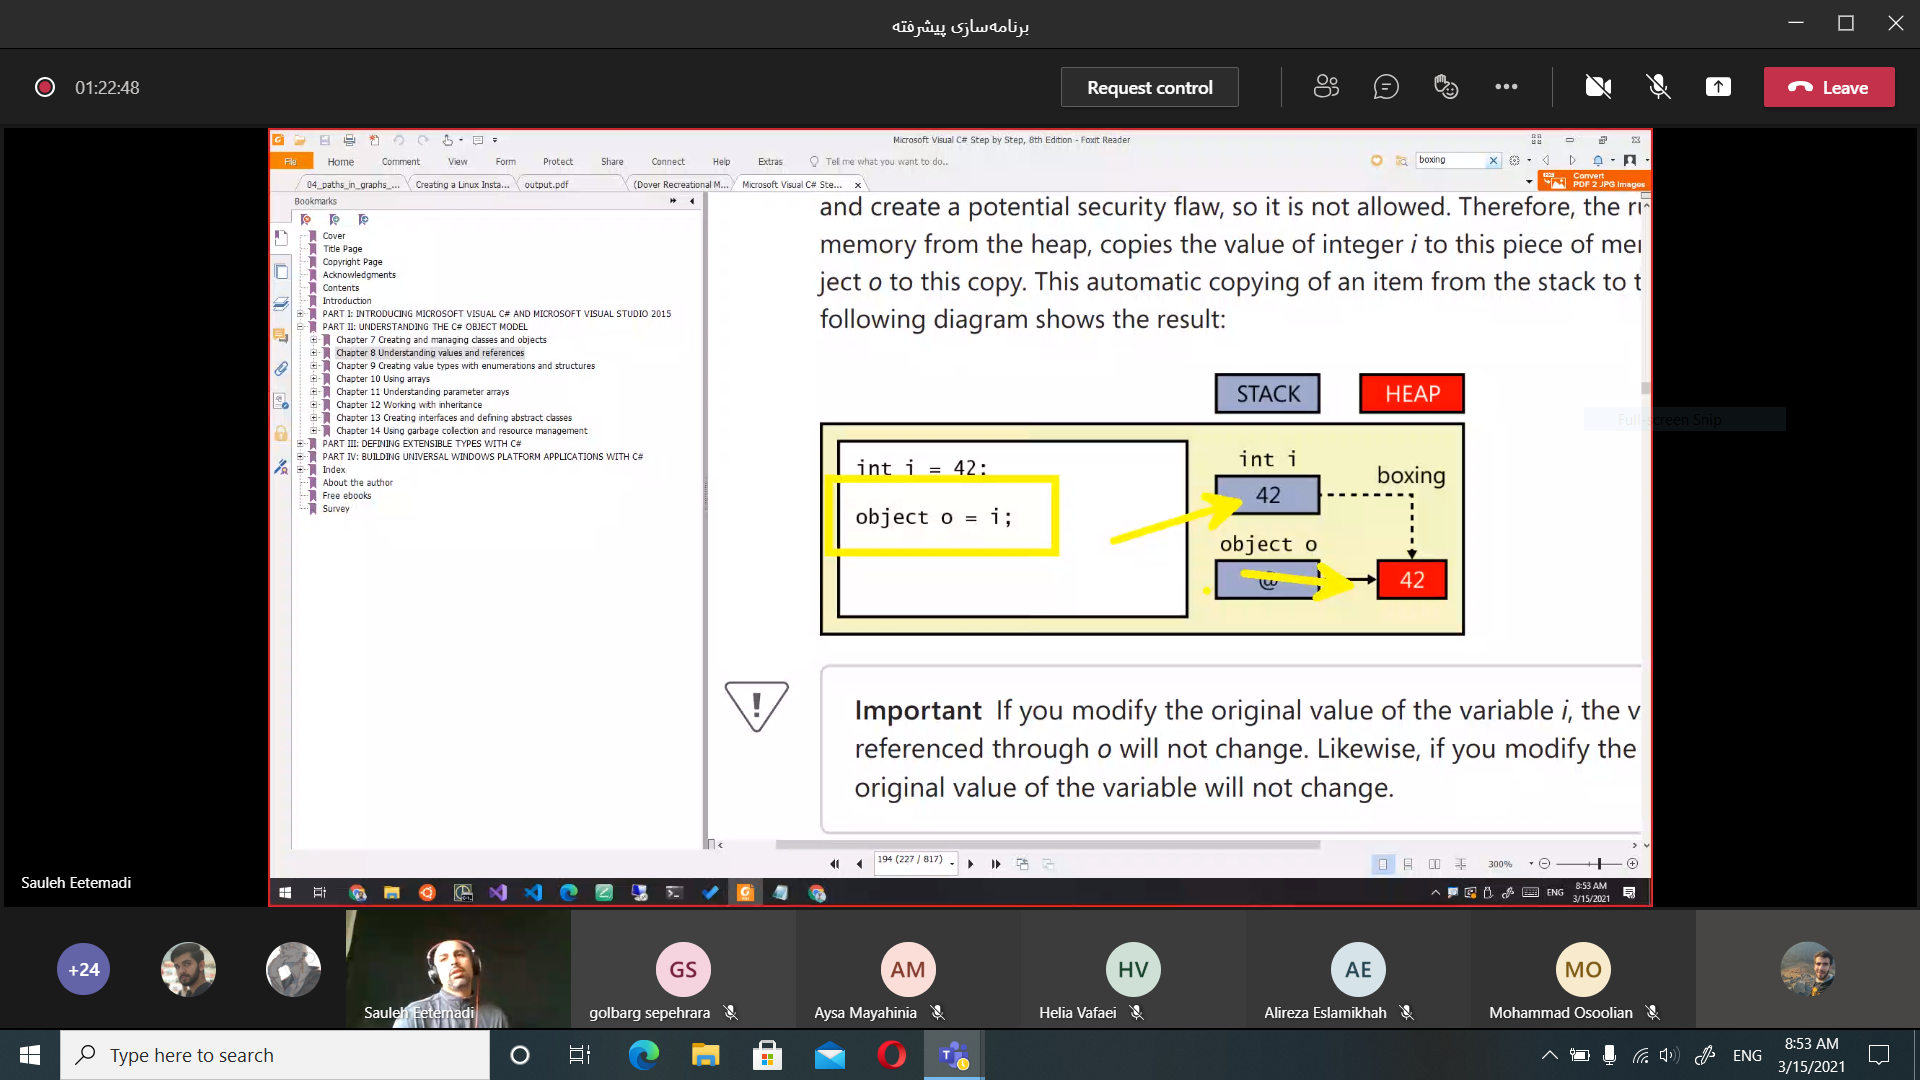 برنامه‌سازی پیشرفته
01:22:48
Request control
Leave
Microsoft Visual C# Step by Step, 8th Edition - Foxit Reader
File Home Comment View Form Protect Share Connect Help Extras Tell me what you want to do..
boxing
04_paths_in_graphs_... Creating a Linux Insta... output.pdf (Dover Recreational M... Microsoft Visual C# Ste...
Convert
PDF 2 JPG Images
Bookmarks
Cover
Title Page
Copyright Page
Acknowledgments
Contents
Introduction
PART I: INTRODUCING MICROSOFT VISUAL C# AND MICROSOFT VISUAL STUDIO 2015
PART II: UNDERSTANDING THE C# OBJECT MODEL
Chapter 7 Creating and managing classes and objects
Chapter 8 Understanding values and references
Chapter 9 Creating value types with enumerations and structures
Chapter 10 Using arrays
Chapter 11 Understanding parameter arrays
Chapter 12 Working with inheritance
Chapter 13 Creating interfaces and defining abstract classes
Chapter 14 Using garbage collection and resource management
PART III: DEFINING EXTENSIBLE TYPES WITH C#
PART IV: BUILDING UNIVERSAL WINDOWS PLATFORM APPLICATIONS WITH C#
Index
About the author
Free ebooks
Survey
and create a potential security flaw, so it is not allowed. Therefore, the ru
memory from the heap, copies the value of integer i to this piece of mem
ject o to this copy. This automatic copying of an item from the stack to t
following diagram shows the result:
STACK HEAP
int i = 42;
object o = i;
int i
42
boxing
object o
@
42
Full-screen Snip
Important If you modify the original value of the variable i, the v
referenced through o will not change. Likewise, if you modify the
original value of the variable will not change.
194 (227 / 817)
300%
ENG
8:53 AM
3/15/2021
Sauleh Eetemadi
+24
Sauleh Eetemadi
GS
golbarg sepehrara
AM
Aysa Mayahinia
HV
Helia Vafaei
AE
Alireza Eslamikhah
MO
Mohammad Osoolian
Type here to search
ENG
8:53 AM
3/15/2021